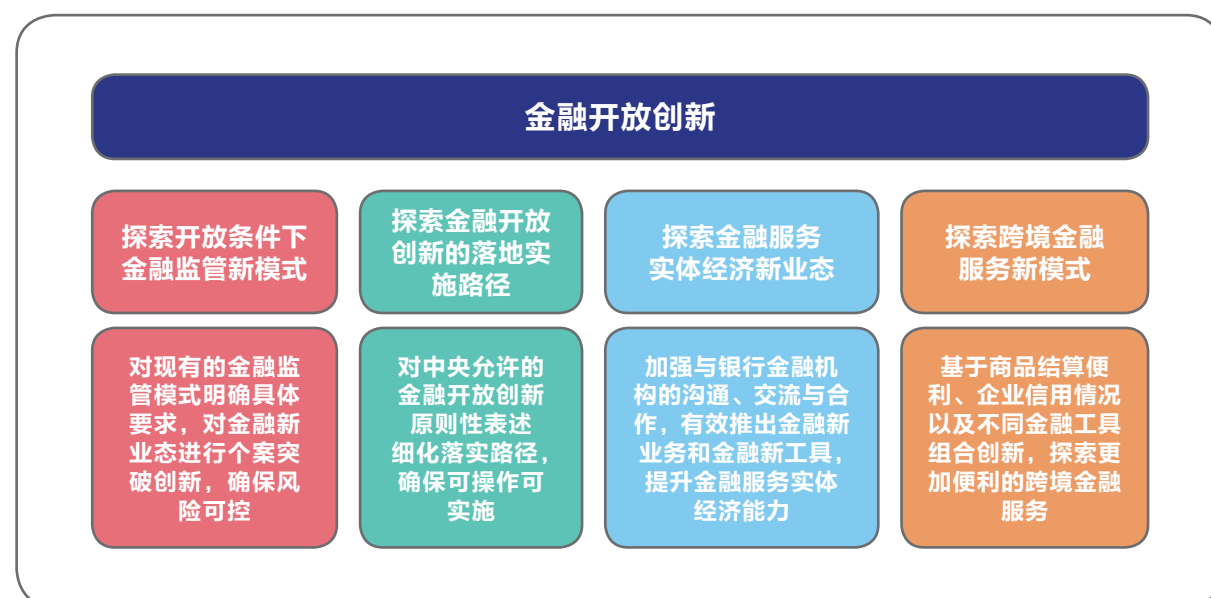 金融开放创新
探索开放条件下
金融监管新模式
探索金融开放
创新的落地实
施路径
探索金融服务
实体经济新业态
探索跨境金融
服务新模式
对现有的金融监
管模式明确具体
要求，对金融新
业态进行个案突
破创新，确保风
险可控
对中央允许的
金融开放创新
原则性表述
细化落实路径，
确保可操作可
实施
加强与银行金融机
构的沟通、交流与合
作，有效推出金融新
业务和金融新工具，
提升金融服务实体
经济能力
基于商品结算便
利、企业信用情况
以及不同金融工具
组合创新，探索更
加便利的跨境金融
服务